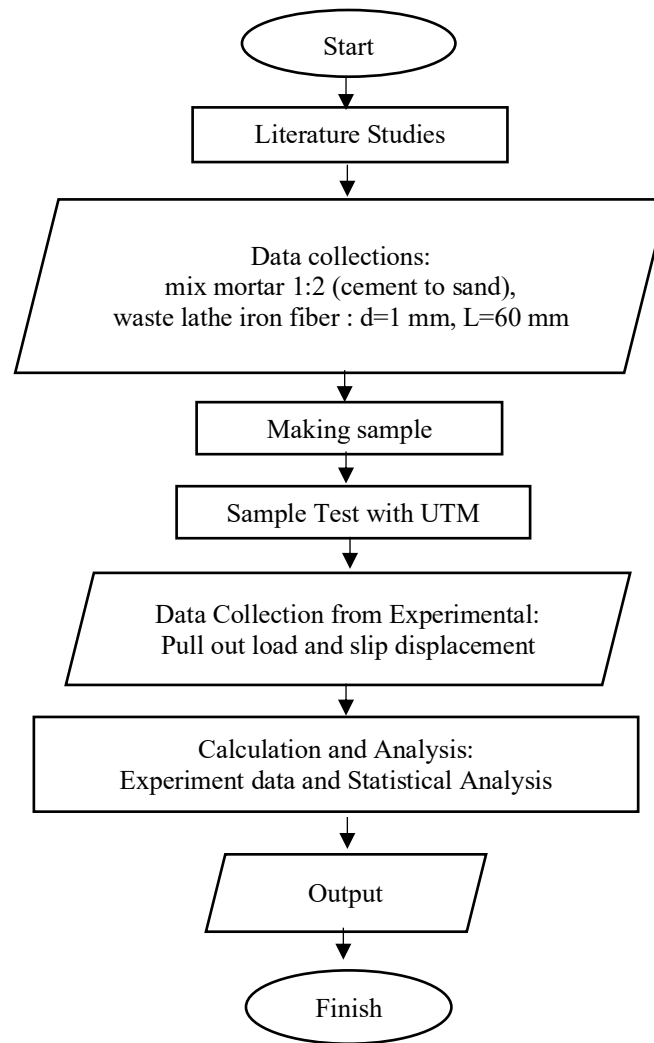 Start
Literature Studies
Data collections:
mix mortar 1:2 (cement to sand),
waste lathe iron fiber : d=1 mm, L=60 mm
Making sample
Sample Test with UTM
Data Collection from Experimental:
Pull out load and slip displacement
Calculation and Analysis:
Experiment data and Statistical Analysis
Output
Finish